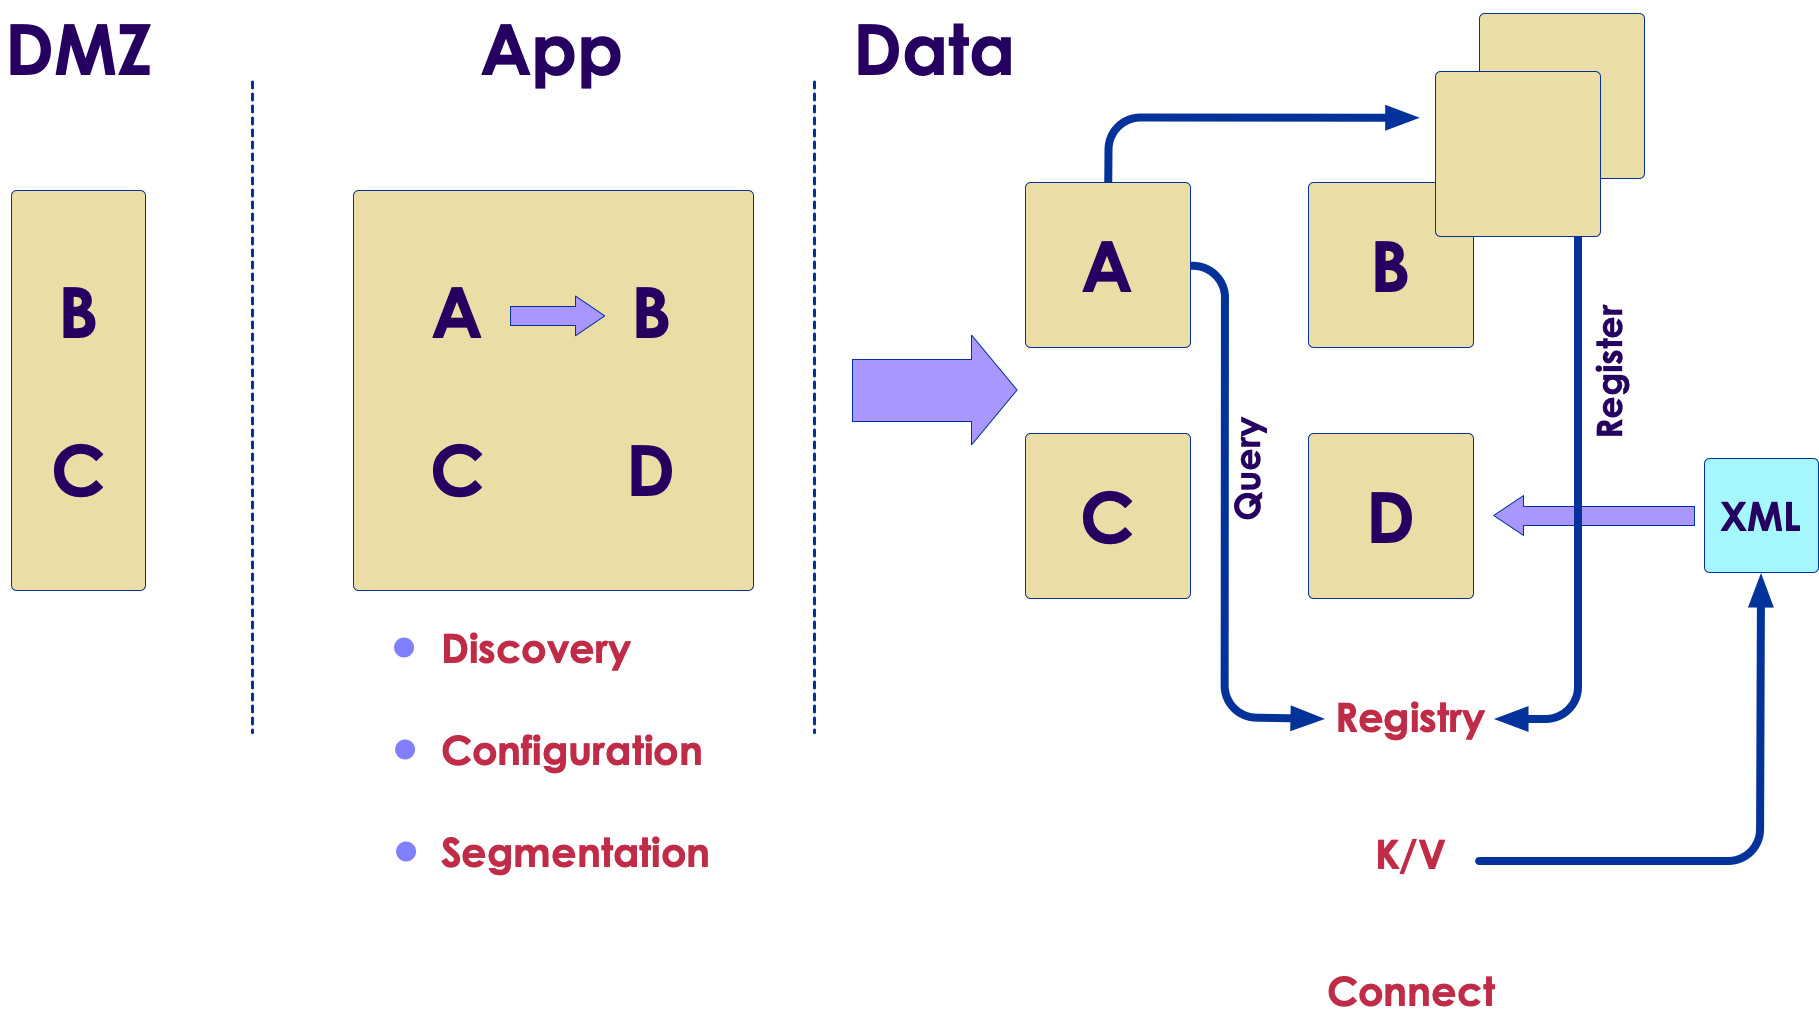 DMZ
App
Data
B
C
A
B
C
D
Discovery
Configuration
Segmentation
A
B
C
D
Query
Register
XML
Registry
K/V
Connect